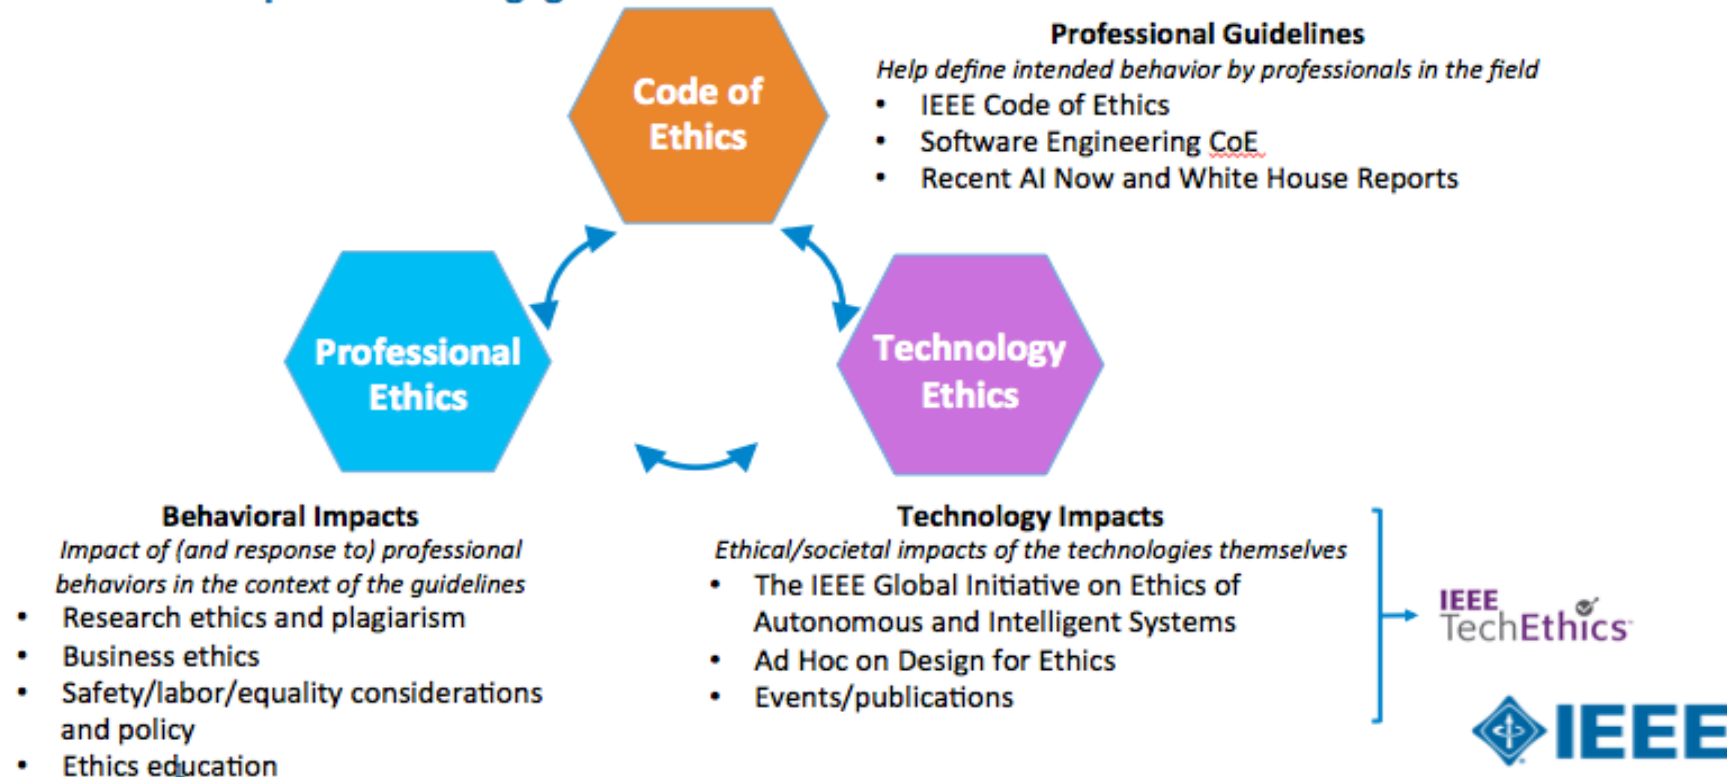 Code of
Ethics
Professional Guidelines
Help define intended behavior by professionals in the field
• IEEE Code of Ethics
• Software Engineering CoE
• Recent AI Now and White House Reports
Professional
Ethics
Technology
Ethics
Behavioral Impacts
Impact of (and response to) professional
behaviors in the context of the guidelines
• Research ethics and plagiarism
• Business ethics
• Safety/labor/equality considerations
and policy
• Ethics education
Technology Impacts
Ethical/societal impacts of the technologies themselves
• The IEEE Global Initiative on Ethics of
Autonomous and Intelligent Systems
• Ad Hoc on Design for Ethics
• Events/publications
IEEE
TechEthics™
IEEE